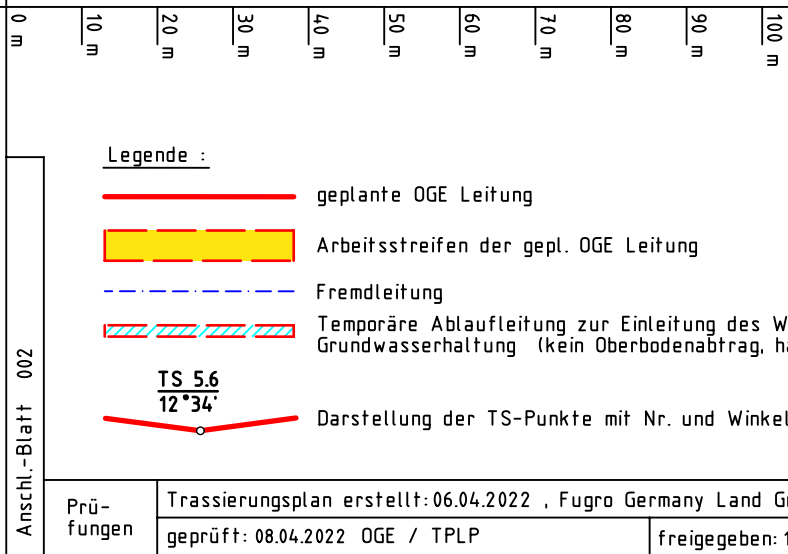 0 m
10 m
20 m
30 m
40 m
50 m
60 m
70 m
80 m
90 m
100 m
Legende :
geplante OGE Leitung
Arbeitsstreifen der gepl. OGE Leitung
Fremdleitung
Temporäre Ablaufleitung zur Einleitung des W
Grundwasserhaltung (kein Oberbodenabtrag, ha
TS 5.6
12°34'
Darstellung der TS-Punkte mit Nr. und Winkel
Anschl.-Blatt 002
Prü-
fungen
Trassierungsplan erstellt: 06.04.2022 , Fugro Germany Land G
geprüft: 08.04.2022 OGE / TPLP
freigegeben: 1